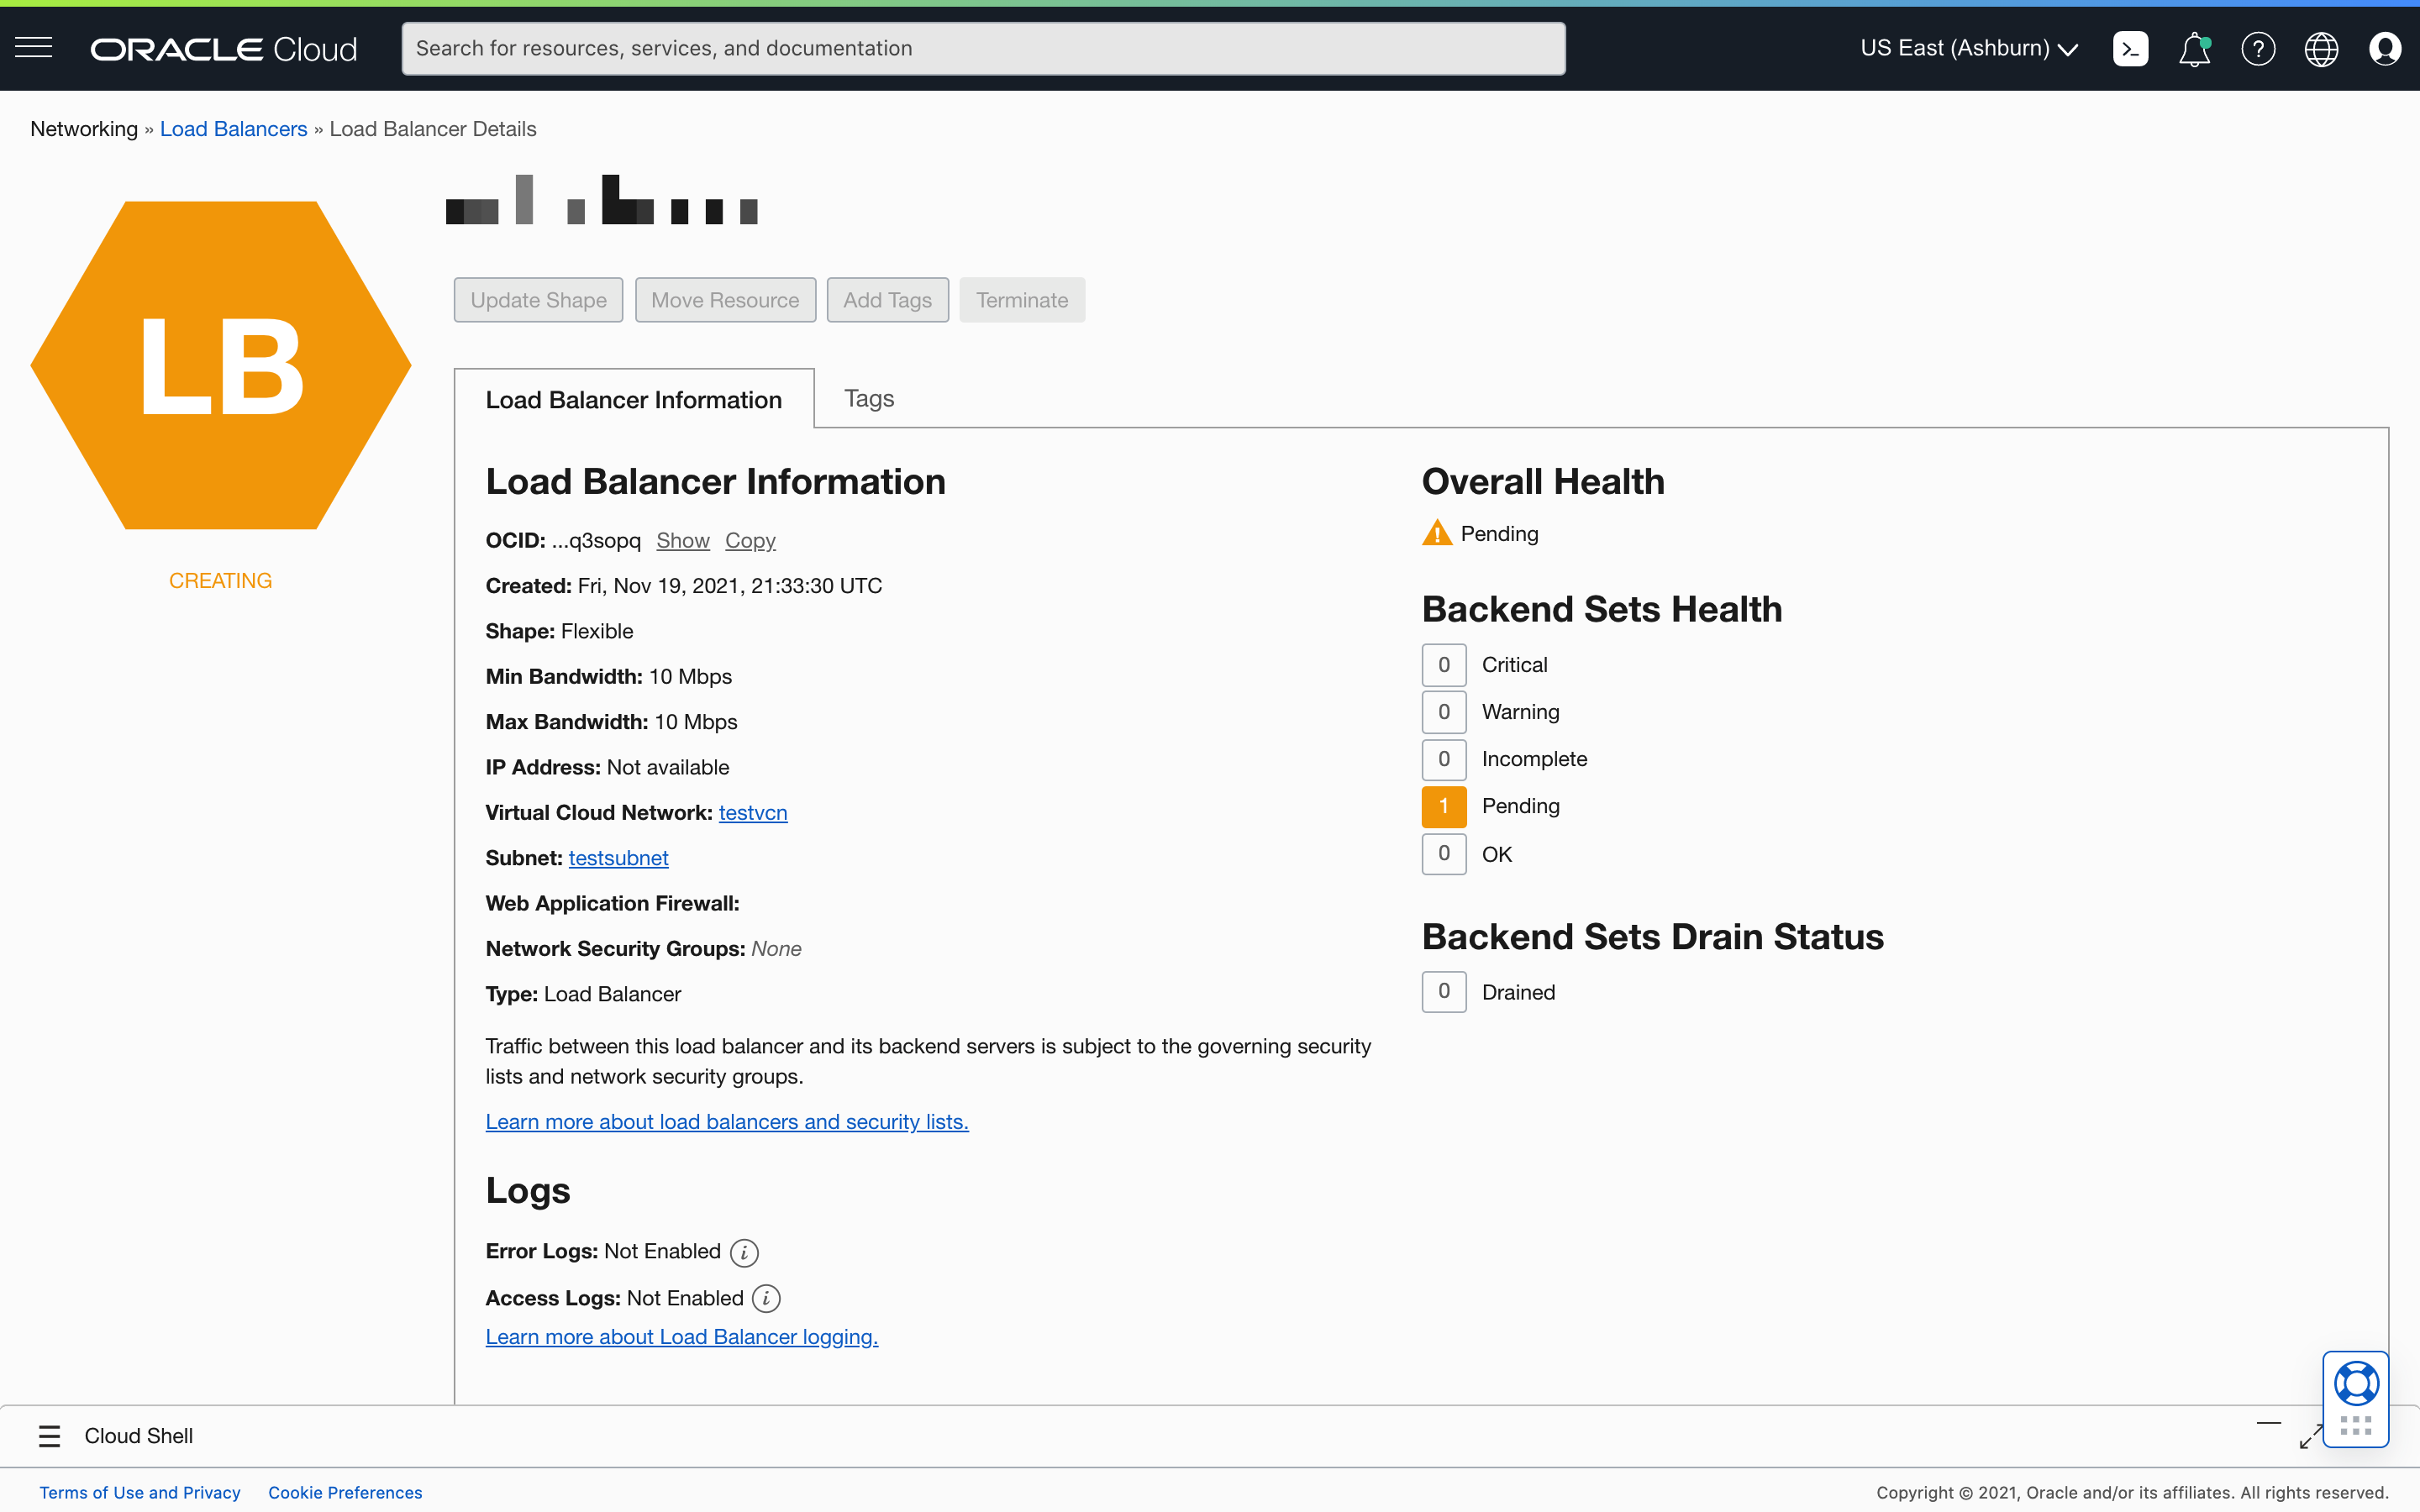 ORACLE Cloud
Search for resources, services, and documentation
US East (Ashburn)
Networking » Load Balancers » Load Balancer Details
LB
CREATING
Update Shape
Move Resource
Add Tags
Terminate
Load Balancer Information
Tags
Load Balancer Information
OCID: ...q3sopq Show Copy
Created: Fri, Nov 19, 2021, 21:33:30 UTC
Shape: Flexible
Min Bandwidth: 10 Mbps
Max Bandwidth: 10 Mbps
IP Address: Not available
Virtual Cloud Network: testvcn
Subnet: testsubnet
Web Application Firewall:
Network Security Groups: None
Type: Load Balancer
Traffic between this load balancer and its backend servers is subject to the governing security
lists and network security groups.
Learn more about load balancers and security lists.
Logs
Error Logs: Not Enabled
Access Logs: Not Enabled
Learn more about Load Balancer logging.
Overall Health
Pending
Backend Sets Health
0 Critical
0 Warning
0 Incomplete
1 Pending
0 OK
Backend Sets Drain Status
0 Drained
Cloud Shell
Terms of Use and Privacy
Cookie Preferences
Copyright © 2021, Oracle and/or its affiliates. All rights reserved.